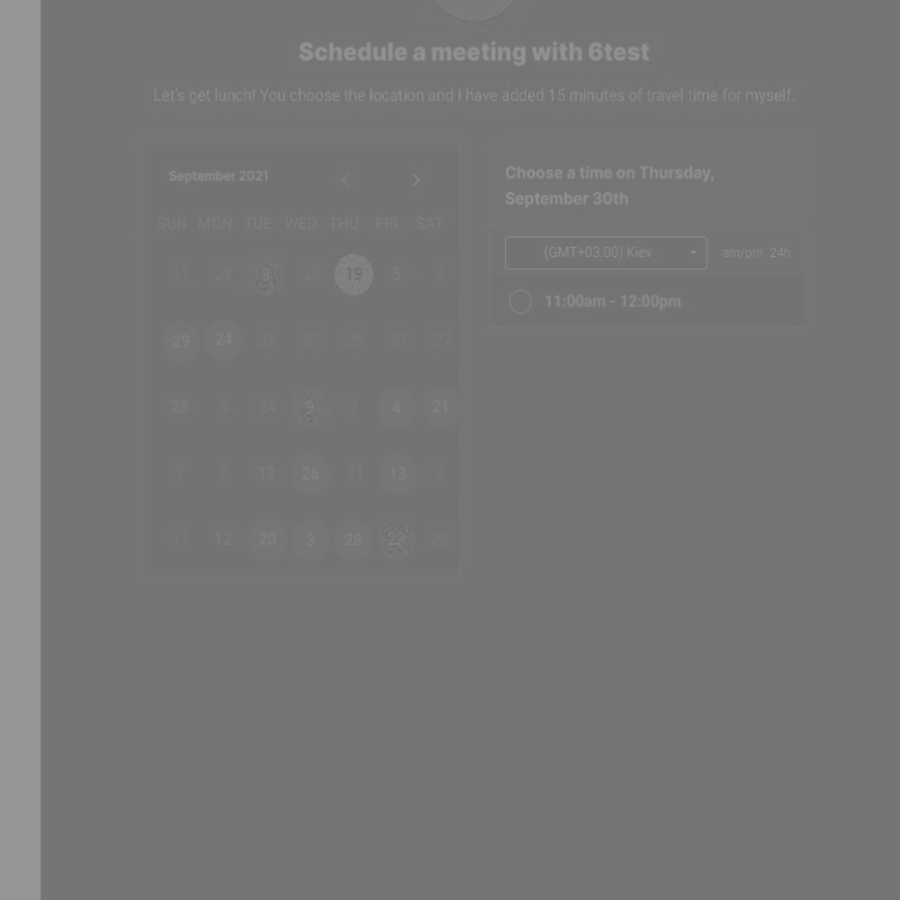 Schedule a meeting with 6test
Let's get lunch! You choose the location and I have added 15 minutes of travel time for myself.
September 2021
SUN MON TUE WED THU FRI SAT
11 29 8 25 19 5 7
29 24 26 27 26 27 27
28 4 24 9 2 4 21
7 7 12 26 31 13 2
17 12 20 3 28 22 22
Choose a time on Thursday,
September 30th
(GMT+03:00) Kiev
am/pm 24h
11:00am - 12:00pm